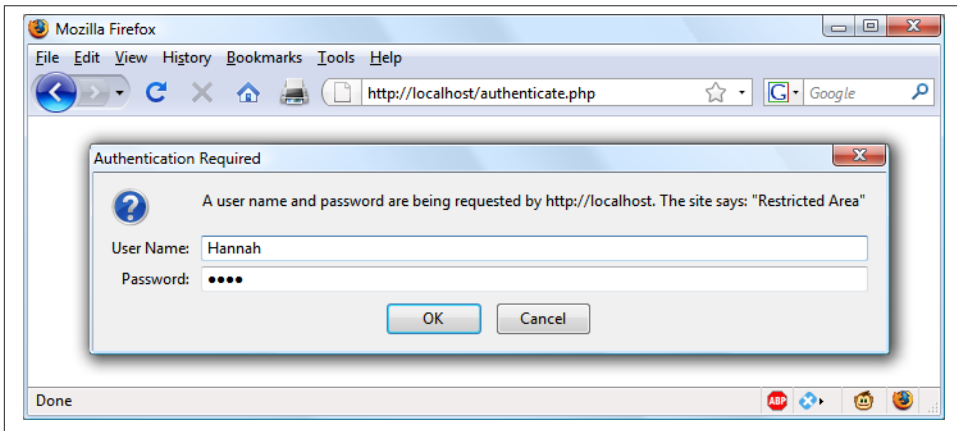 Mozilla Firefox
File Edit View History Bookmarks Tools Help
http://localhost/authenticate.php
G Google
Authentication Required
A user name and password are being requested by http://localhost. The site says: "Restricted Area"
User Name: Hannah
Password: ●●●●
OK Cancel
Done
ABP